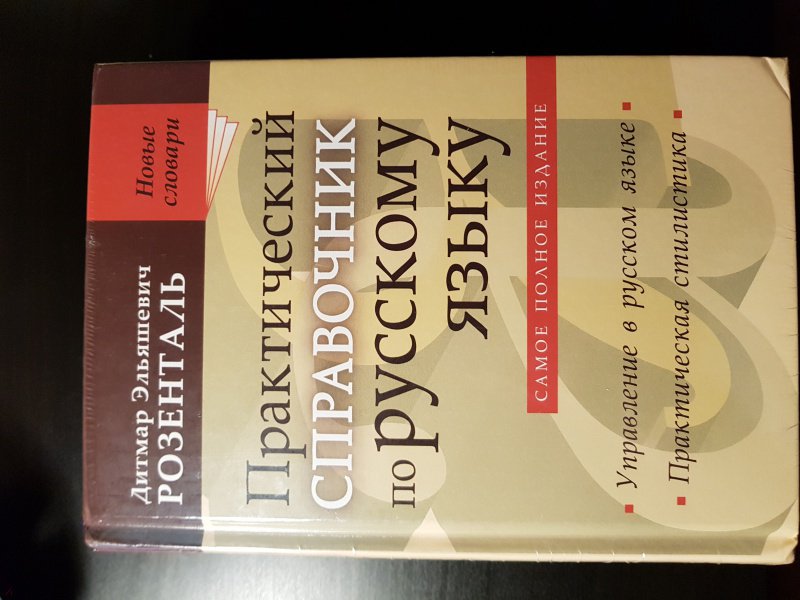 Новые
словари
Дитмар Эльяшевич
РОЗЕНТАЛЬ
Практический
СПРАВОЧНИК
по русскому
языку
САМОЕ ПОЛНОЕ ИЗДАНИЕ
Управление в русском языке
Практическая стилистика